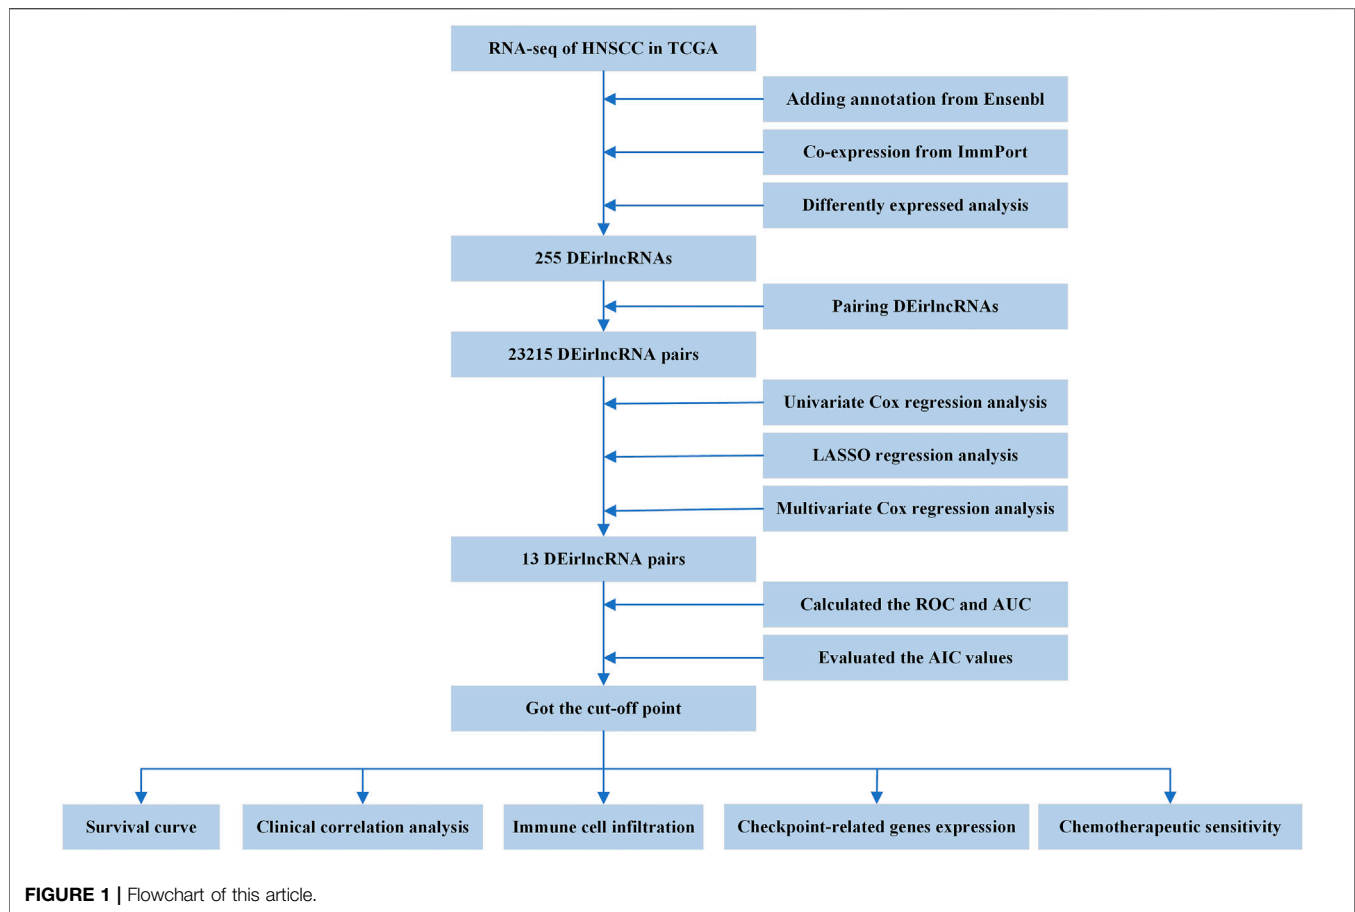 RNA-seq of HNSCC in TCGA
Adding annotation from Ensenbl
Co-expression from ImmPort
Differently expressed analysis
255 DEirlncRNAs
Pairing DEirlncRNAs
23215 DEirlncRNA pairs
Univariate Cox regression analysis
LASSO regression analysis
Multivariate Cox regression analysis
13 DEirlncRNA pairs
Calculated the ROC and AUC
Evaluated the AIC values
Got the cut-off point
Survival curve
Clinical correlation analysis
Immune cell infiltration
Checkpoint-related genes expression
Chemotherapeutic sensitivity
FIGURE 1 | Flowchart of this article.